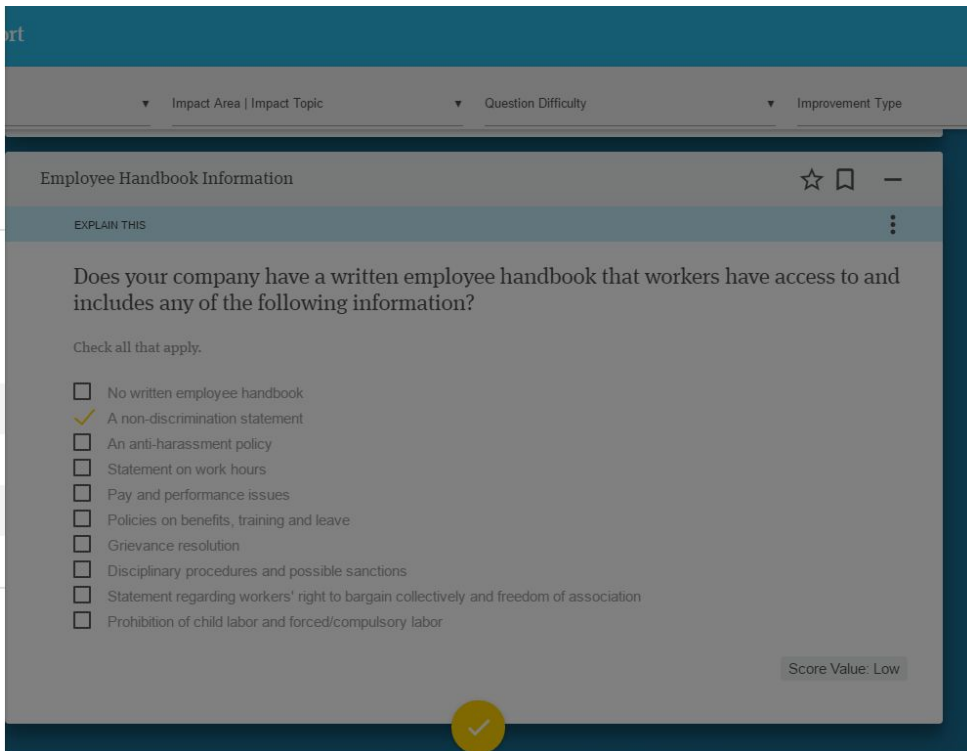 ort
Impact Area | Impact Topic
Question Difficulty
Improvement Type
Employee Handbook Information
EXPLAIN THIS
Does your company have a written employee handbook that workers have access to and
includes any of the following information?
Check all that apply.
No written employee handbook
A non-discrimination statement
An anti-harassment policy
Statement on work hours
Pay and performance issues
Policies on benefits, training and leave
Grievance resolution
Disciplinary procedures and possible sanctions
Statement regarding workers' right to bargain collectively and freedom of association
Prohibition of child labor and forced/compulsory labor
Score Value: Low